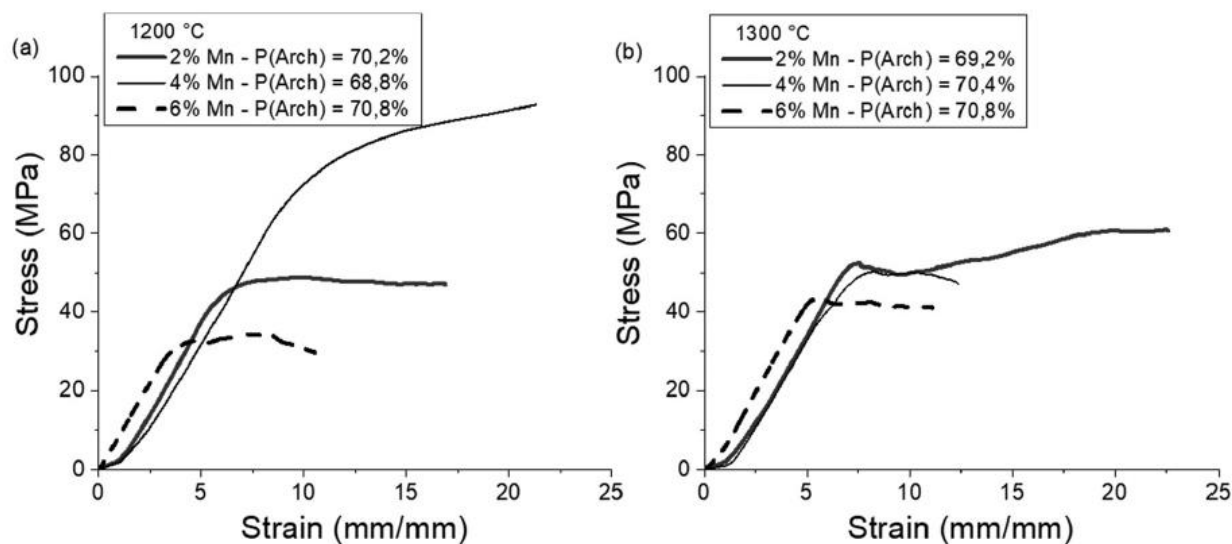 (a)
1200 °C
2% Mn - P(Arch) = 70,2%
4% Mn - P(Arch) = 68,8%
6% Mn - P(Arch) = 70,8%
100
80
60
40
20
0
Stress (MPa)
0 5 10 15 20 25
Strain (mm/mm)
(b)
1300 °C
2% Mn - P(Arch) = 69,2%
4% Mn - P(Arch) = 70,4%
6% Mn - P(Arch) = 70,8%
100
80
60
40
20
0
Stress (MPa)
0 5 10 15 20 25
Strain (mm/mm)